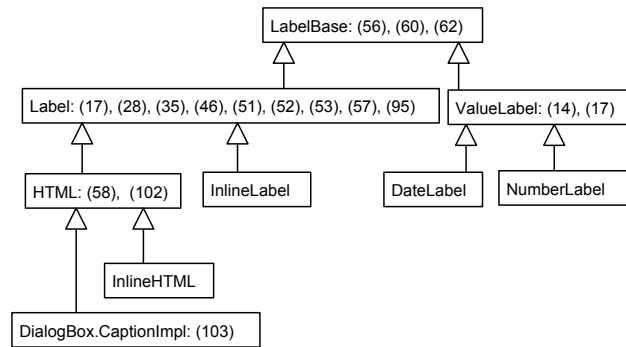 LabelBase: (56), (60), (62)
Label: (17), (28), (35), (46), (51), (52), (53), (57), (95)
ValueLabel: (14), (17)
HTML: (58), (102)
InlineLabel
DateLabel
NumberLabel
InlineHTML
DialogBox.CaptionImpl: (103)